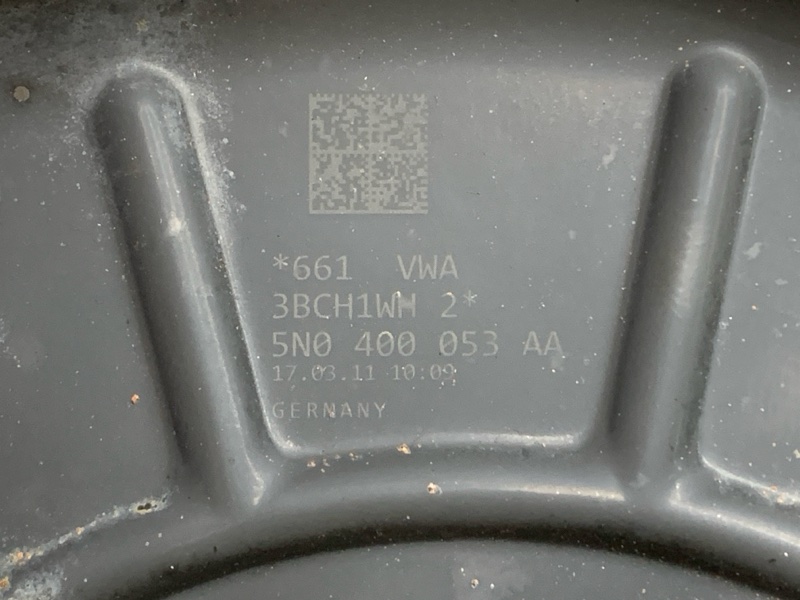 *661 VWA
3BCH1WH 2*
5N0 400 053 AA
17.03.11 10:09
GERMANY